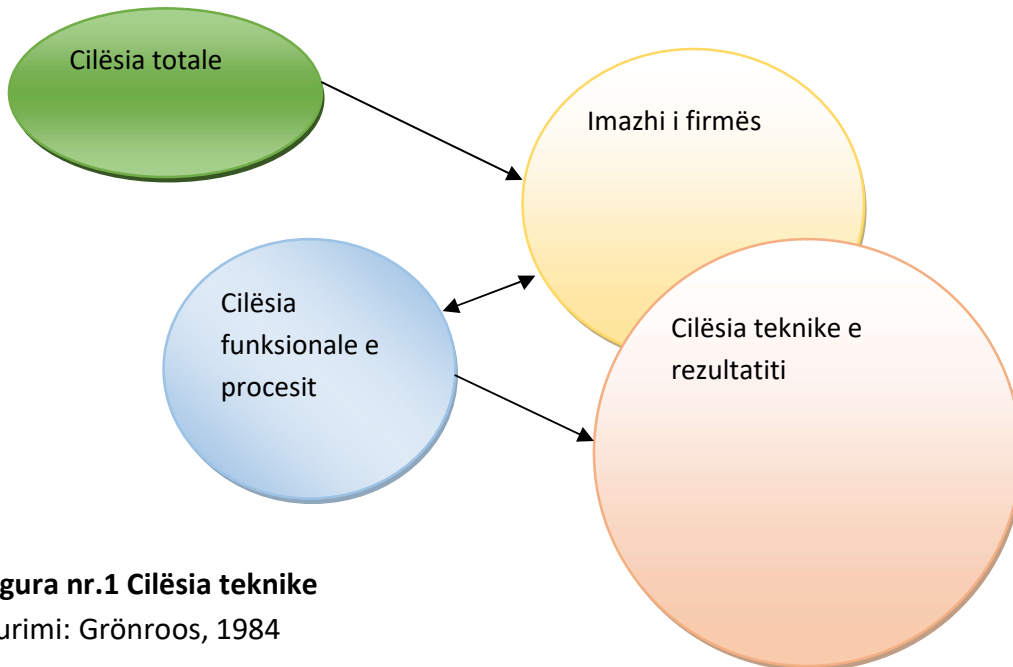 Cilësia totale
Imazhi i firmës
Cilësia
funksionale e
procesit
Cilësia teknike e
rezultatiti
gura nr.1 Cilësia teknike
urimi: Grönroos, 1984